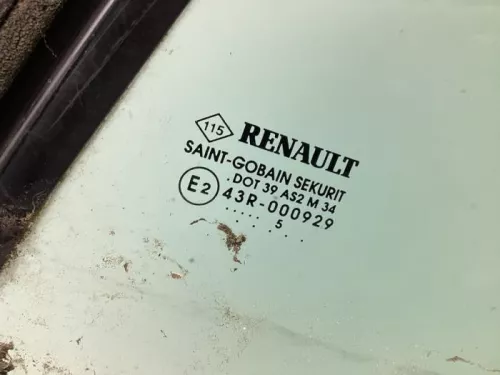 115 RENAULT
SAINT-GOBAIN SEKURIT
.DOT 39 AS2 M 34
E2 43R-000929
..... 5 . ..